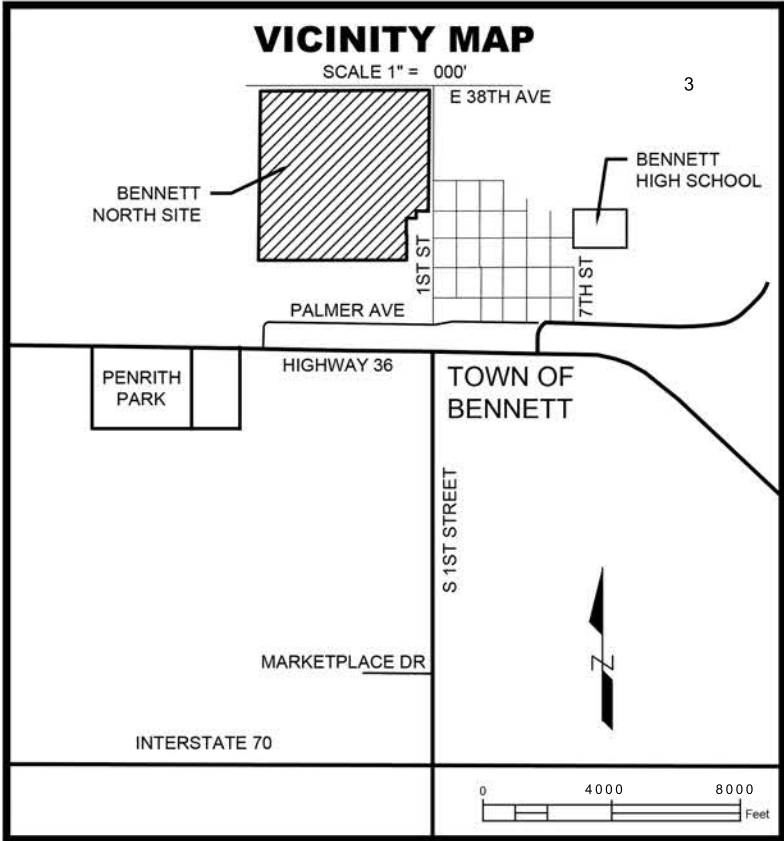 VICINITY MAP
SCALE 1" = 000'
3
E 38TH AVE
BENNETT
HIGH SCHOOL
BENNETT
NORTH SITE
1ST ST
7TH ST
PALMER AVE
HIGHWAY 36
PENRITH
PARK
TOWN OF
BENNETT
S 1ST STREET
N
MARKETPLACE DR
INTERSTATE 70
0 4000 8000
Feet